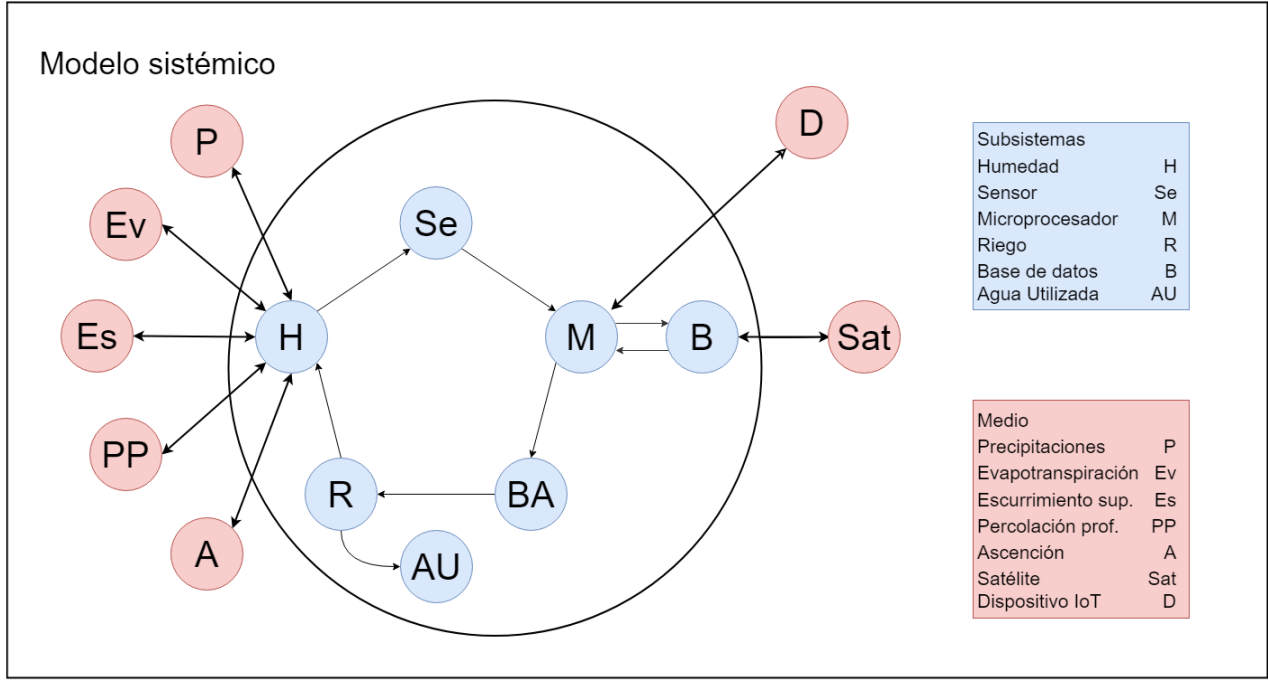 Modelo sistémico
P
D
Ev
Se
Es
H
M
B
Sat
PP
R
BA
A
AU
Subsistemas
Humedad H
Sensor Se
Microprocesador M
Riego R
Base de datos B
Agua Utilizada AU
Medio
Precipitaciones P
Evapotranspiración Ev
Escurrimiento sup. Es
Percolación prof. PP
Ascención A
Satélite Sat
Dispositivo IoT D